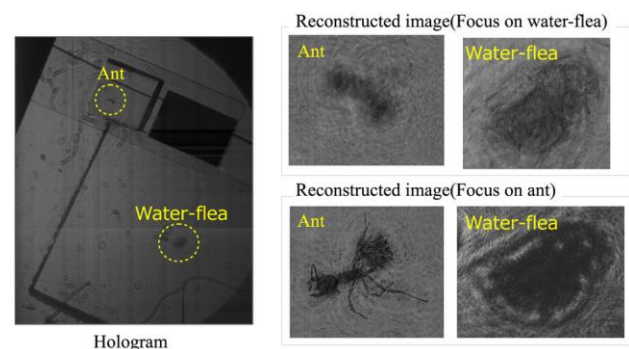 Ant
Water-flea
Hologram
Reconstructed image(Focus on water-flea)
Ant
Water-flea
Reconstructed image(Focus on ant)
Ant
Water-flea